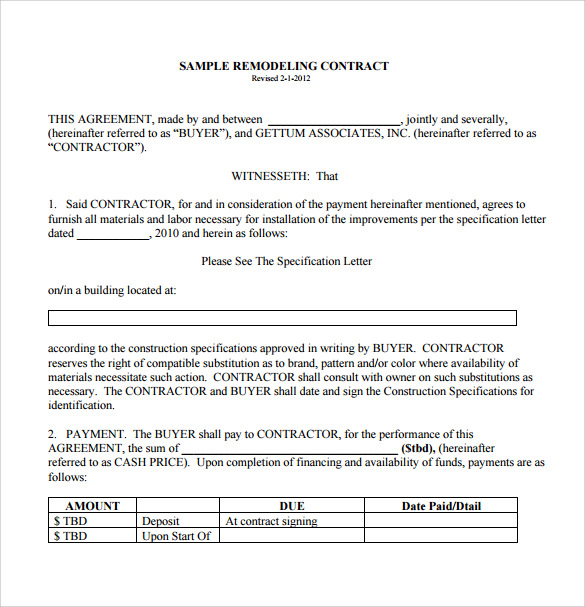 SAMPLE REMODELING CONTRACT
Revised 2-1-2012
THIS AGREEMENT, made by and between ____________________, jointly and severally,
(hereinafter referred to as “BUYER”), and GETTUM ASSOCIATES, INC. (hereinafter referred to as
“CONTRACTOR”).
WITNESSETH: That
1. Said CONTRACTOR, for and in consideration of the payment hereinafter mentioned, agrees to
furnish all materials and labor necessary for installation of the improvements per the specification letter
dated ___________, 2010 and herein as follows:
Please See The Specification Letter
on/in a building located at:
according to the construction specifications approved in writing by BUYER. CONTRACTOR
reserves the right of compatible substitution as to brand, pattern and/or color where availability of
materials necessitate such action. CONTRACTOR shall consult with owner on such substitutions as
necessary. The CONTRACTOR and BUYER shall date and sign the Construction Specifications for
identification.
2. PAYMENT. The BUYER shall pay to CONTRACTOR, for the performance of this
AGREEMENT, the sum of _________________________________ ($tbd), (hereinafter
referred to as CASH PRICE). Upon completion of financing and availability of funds, payments are as
follows:
AMOUNT DUE Date Paid/Dtail
$ TBD Deposit At contract signing
$ TBD Upon Start Of